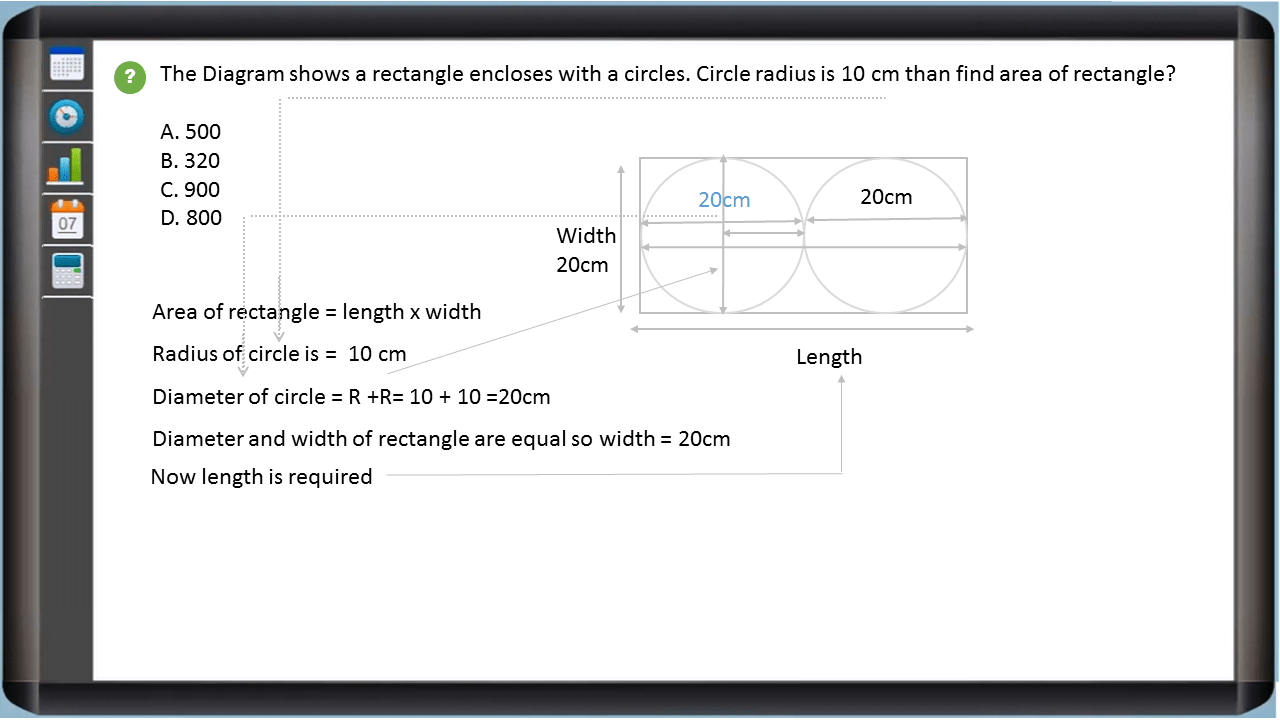 ? The Diagram shows a rectangle encloses with a circles. Circle radius is 10 cm than find area of rectangle?
A. 500
B. 320
C. 900
D. 800
20cm
20cm
Width
20cm
Length
07
Area of rectangle = length x width
Radius of circle is = 10 cm
Diameter of circle = R +R= 10 + 10 =20cm
Diameter and width of rectangle are equal so width = 20cm
Now length is required